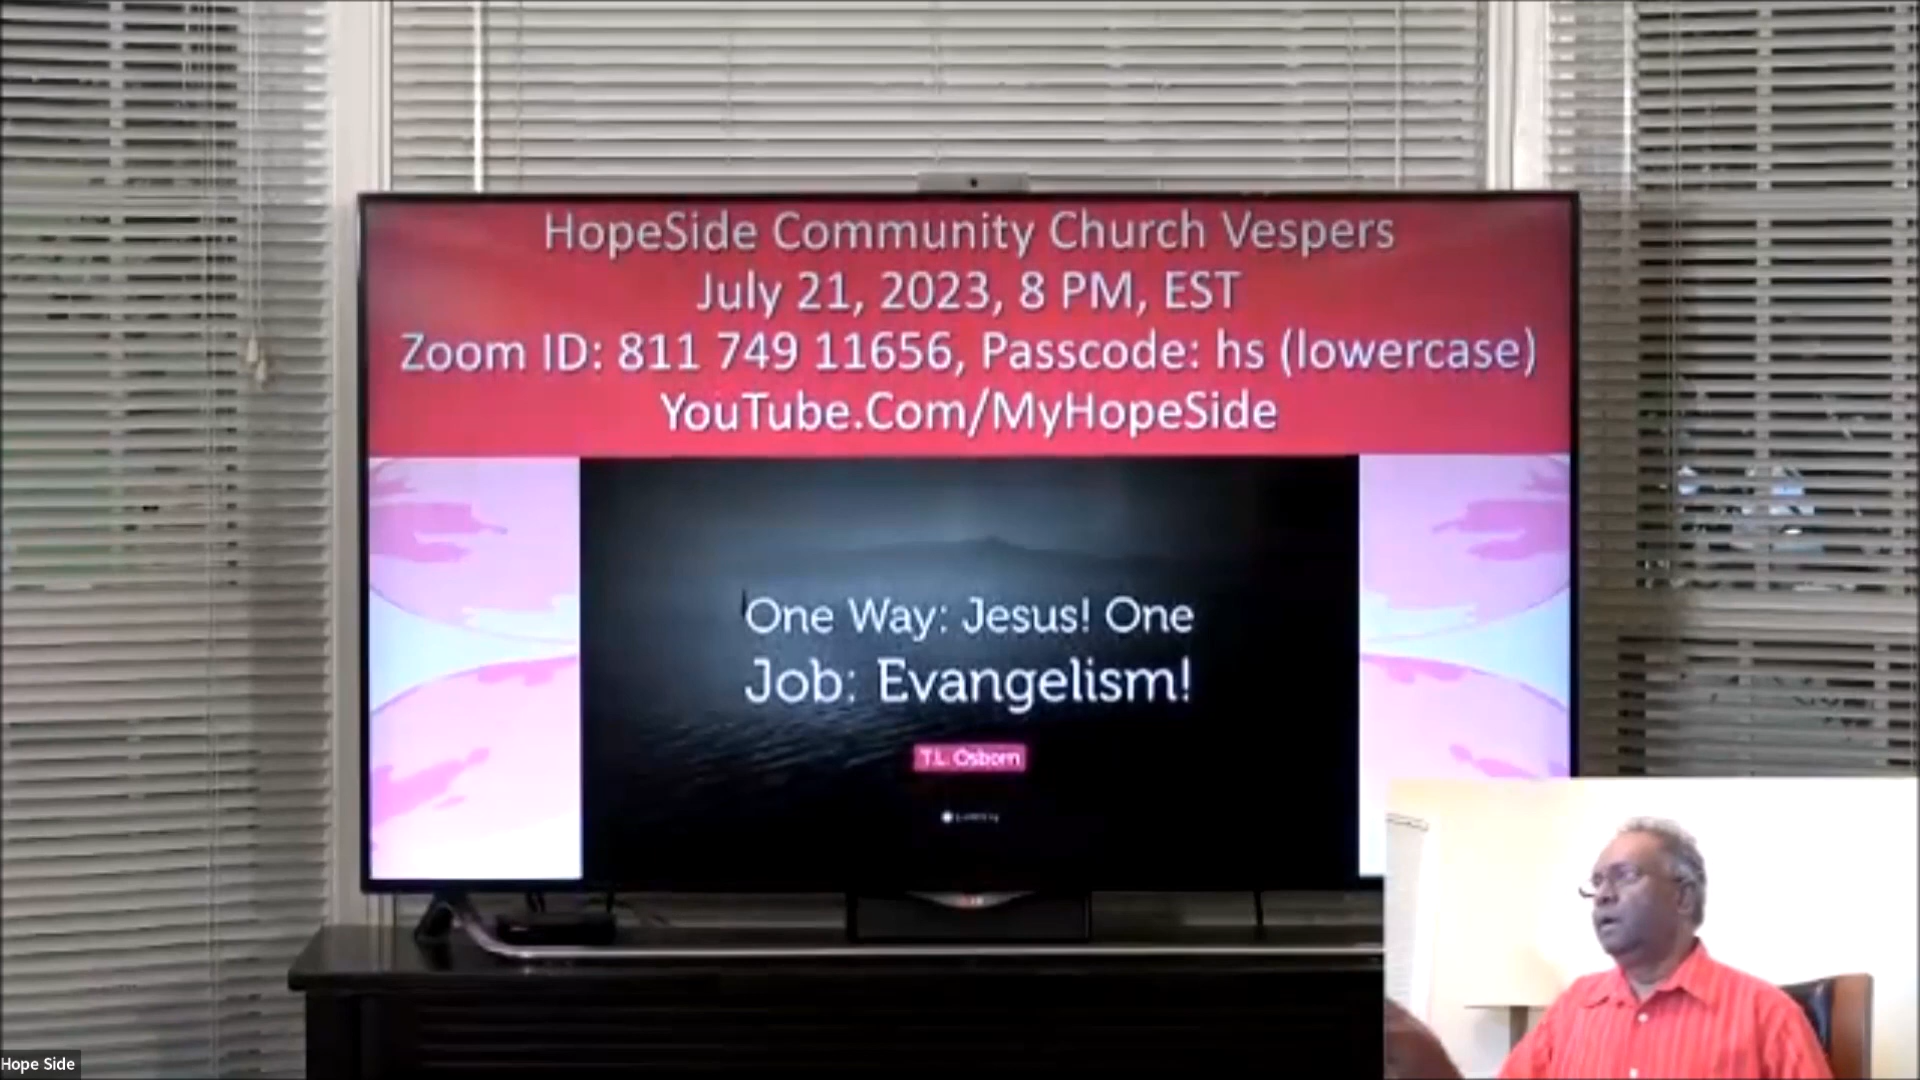 HopeSide Community Church Vespers
July 21, 2023, 8 PM, EST
Zoom ID: 811 749 11656, Passcode: hs (lowercase)
YouTube.Com/MyHopeSide
One Way: Jesus! One
Job: Evangelism!
T.L. Osborn
Hope Side